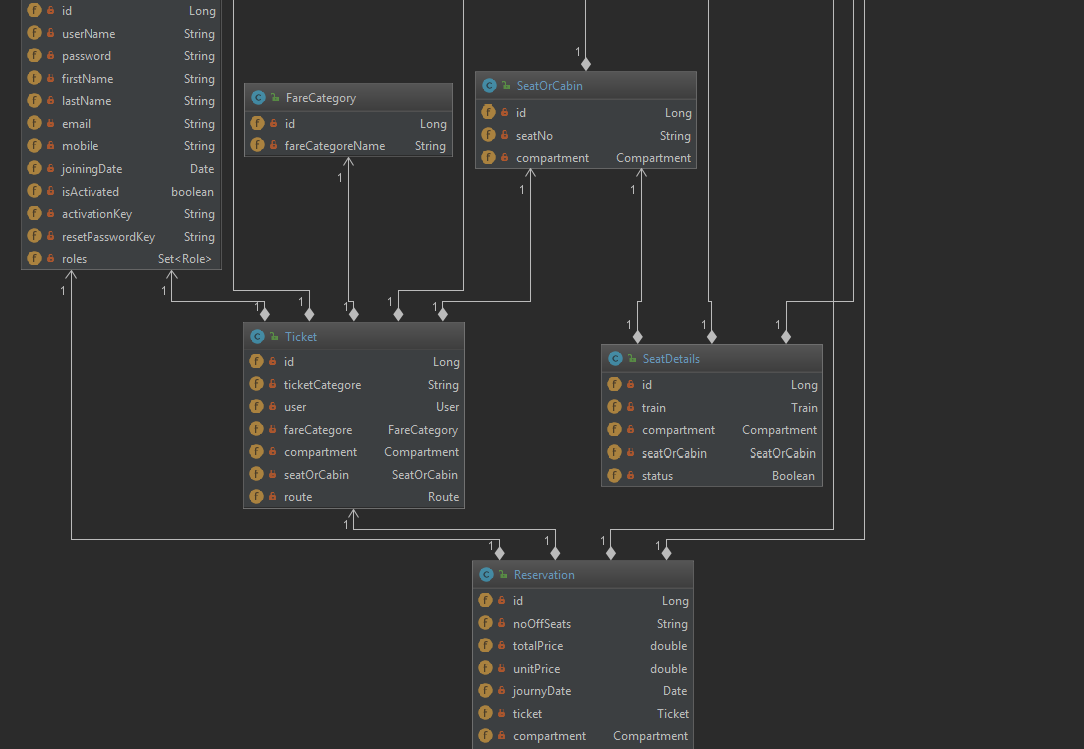 id Long
userName String
password String
firstName String
lastName String
email String
mobile String
joiningDate Date
isActivated boolean
activationKey String
resetPasswordKey String
roles Set<Role>
FareCategory
id Long
fareCategoreName String
1
SeatOrCabin
id Long
seatNo String
compartment Compartment
1
1
1
1
1
1
1
1
1
1
Ticket
id Long
ticketCategore String
user User
fareCategore FareCategory
compartment Compartment
seatOrCabin SeatOrCabin
route Route
1
1
1
SeatDetails
id Long
train Train
compartment Compartment
seatOrCabin SeatOrCabin
status Boolean
1
1
1
1
1
Reservation
id Long
noOffSeats String
totalPrice double
unitPrice double
journyDate Date
ticket Ticket
compartment Compartment